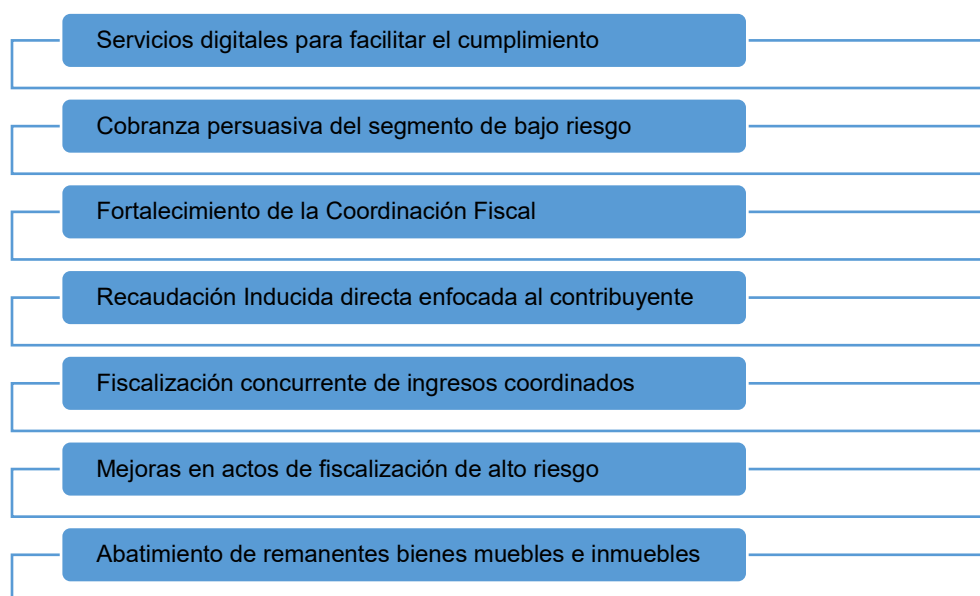 Servicios digitales para facilitar el cumplimiento
Cobranza persuasiva del segmento de bajo riesgo
Fortalecimiento de la Coordinación Fiscal
Recaudación Inducida directa enfocada al contribuyente
Fiscalización concurrente de ingresos coordinados
Mejoras en actos de fiscalización de alto riesgo
Abatimiento de remanentes bienes muebles e inmuebles